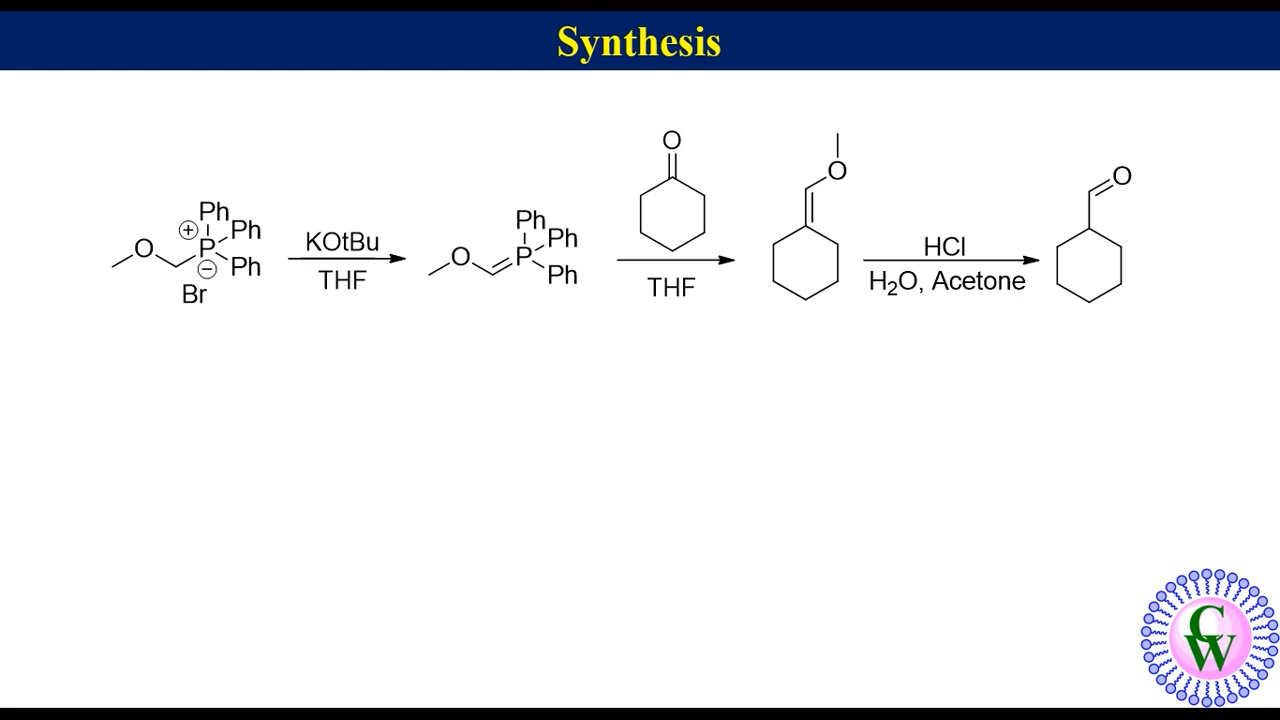 Synthesis
O
Ph
Ph
P
Ph
⊕
⊖
Br
O
KOtBu
THF
O
Ph
Ph
P
Ph
O
THF
O
HCl
H₂O, Acetone
O
C
W